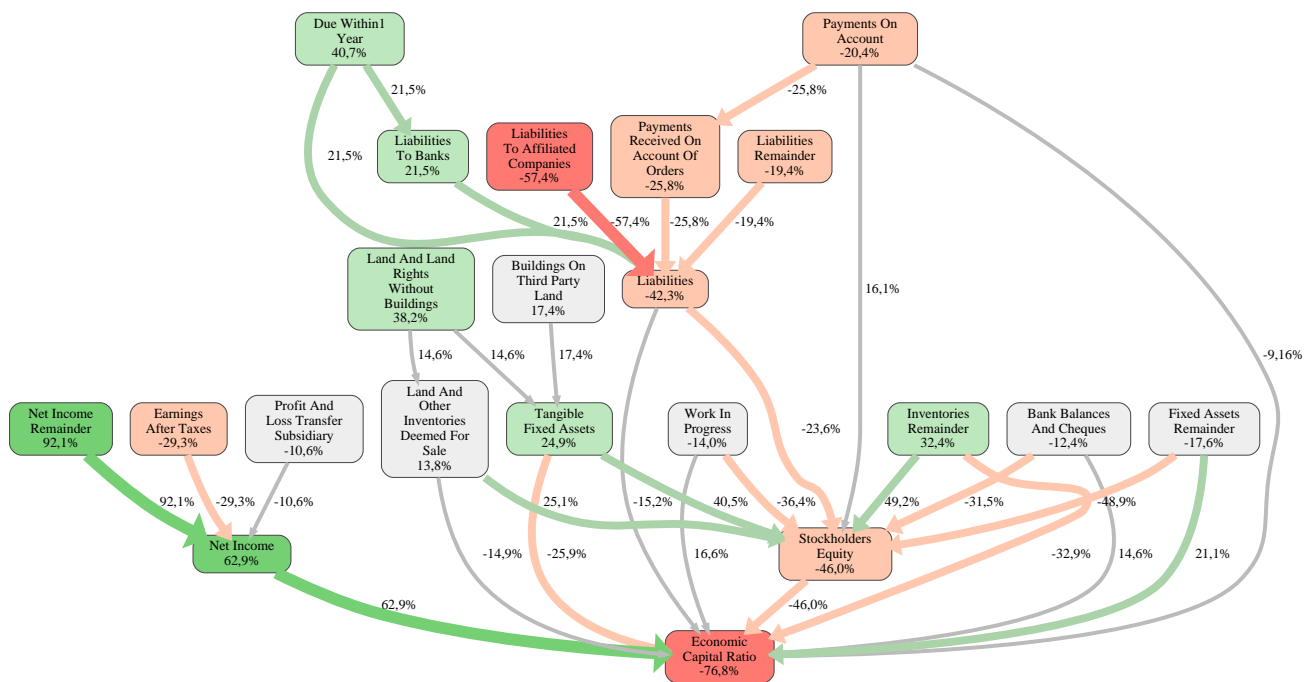 Due Within1
Year
40,7%
Payments On
Account
-20,4%
21,5%
-25,8%
21,5%
Liabilities
To Banks
21,5%
Liabilities
To Affiliated
Companies
-57,4%
Payments
Received On
Account Of
Orders
-25,8%
Liabilities
Remainder
-19,4%
21,5%
-57,4%
-25,8%
-19,4%
Land And Land
Rights
Without
Buildings
38,2%
Buildings On
Third Party
Land
17,4%
Liabilities
-42,3%
16,1%
14,6%
14,6%
17,4%
-9,16%
Net Income
Remainder
92,1%
Earnings
After Taxes
-29,3%
Profit And
Loss Transfer
Subsidiary
-10,6%
Land And
Other
Inventories
Deemed For
Sale
13,8%
Tangible
Fixed Assets
24,9%
Work In
Progress
-14,0%
-23,6%
Inventories
Remainder
32,4%
Bank Balances
And Cheques
-12,4%
Fixed Assets
Remainder
-17,6%
92,1%
-29,3%
-10,6%
25,1%
-15,2%
40,5%
-36,4%
49,2%
-31,5%
-48,9%
Net Income
62,9%
-14,9%
-25,9%
16,6%
Stockholders
Equity
-46,0%
-32,9%
14,6%
21,1%
62,9%
-46,0%
Economic
Capital Ratio
-76,8%